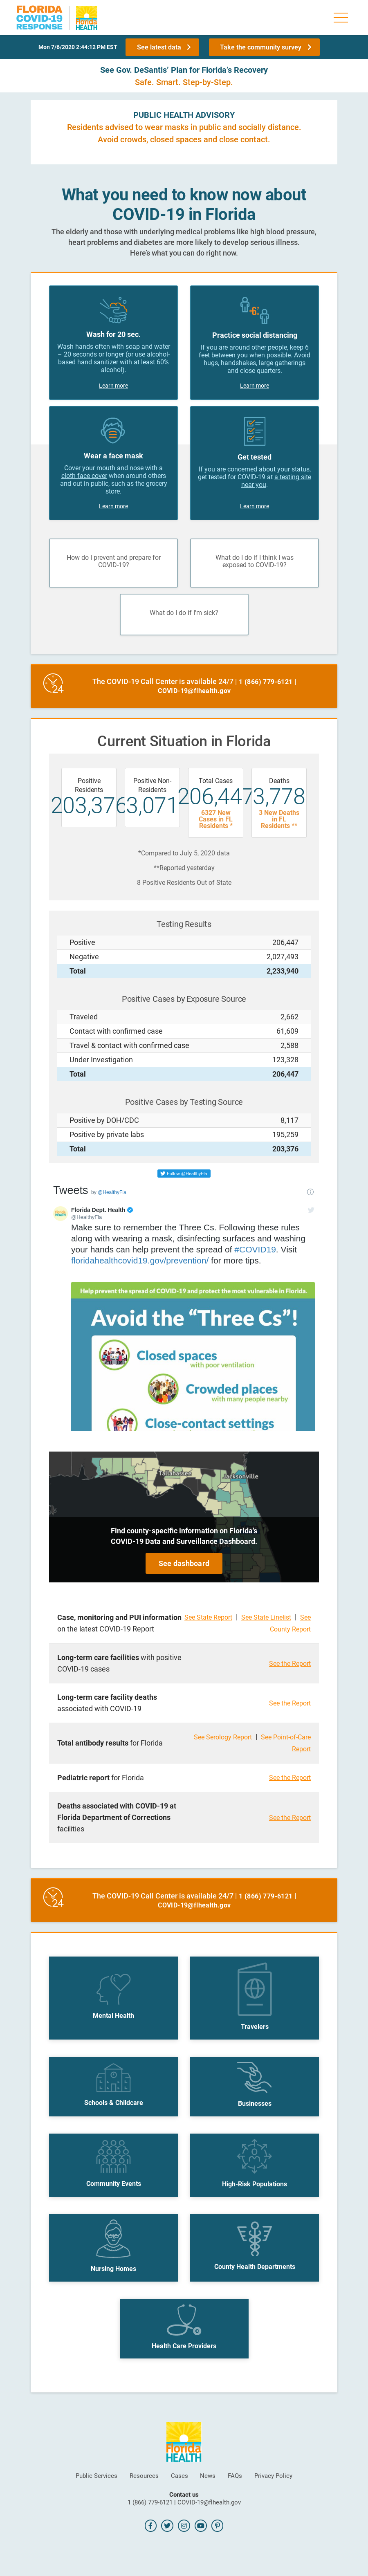 FLORIDA
COVID-19
RESPONSE
Florida
HEALTH
Mon 7/6/2020 2:44:12 PM EST
See latest data
Take the community survey
See Gov. DeSantis' Plan for Florida's Recovery
Safe. Smart. Step-by-Step.
PUBLIC HEALTH ADVISORY
Residents advised to wear masks in public and socially distance.
Avoid crowds, closed spaces and close contact.
What you need to know now about
COVID-19 in Florida
The elderly and those with underlying medical problems like high blood pressure,
heart problems and diabetes are more likely to develop serious illness.
Here's what you can do right now.
Wash for 20 sec.
Wash hands often with soap and water
– 20 seconds or longer (or use alcohol-
based hand sanitizer with at least 60%
alcohol).
Learn more
6'
Practice social distancing
If you are around other people, keep 6
feet between you when possible. Avoid
hugs, handshakes, large gatherings
and close quarters.
Learn more
Wear a face mask
Cover your mouth and nose with a
cloth face cover when around others
and out in public, such as the grocery
store.
Learn more
Get tested
If you are concerned about your status,
get tested for COVID-19 at a testing site
near you.
Learn more
How do I prevent and prepare for
COVID-19?
What do I do if I think I was
exposed to COVID-19?
What do I do if I'm sick?
24
The COVID-19 Call Center is available 24/7 | 1 (866) 779-6121 |
COVID-19@flhealth.gov
Current Situation in Florida
Positive
Residents
203,376
Positive Non-
Residents
3,071
Total Cases
206,447
6327 New
Cases in FL
Residents *
Deaths
3,778
3 New Deaths
in FL
Residents **
*Compared to July 5, 2020 data
**Reported yesterday
8 Positive Residents Out of State
Testing Results
Positive 206,447
Negative 2,027,493
Total 2,233,940
Positive Cases by Exposure Source
Traveled 2,662
Contact with confirmed case 61,609
Travel & contact with confirmed case 2,588
Under Investigation 123,328
Total 206,447
Positive Cases by Testing Source
Positive by DOH/CDC 8,117
Positive by private labs 195,259
Total 203,376
Follow @HealthyFla
Tweets by @HealthyFla
Florida Dept. Health
@HealthyFla
Make sure to remember the Three Cs. Following these rules
along with wearing a mask, disinfecting surfaces and washing
your hands can help prevent the spread of #COVID19. Visit
floridahealthcovid19.gov/prevention/ for more tips.
Help prevent the spread of COVID-19 and protect the most vulnerable in Florida.
Avoid the “Three Cs”!
Closed spaces
with poor ventilation
Crowded places
with many people nearby
Close-contact settings
Tallahassee
Jacksonville
Find county-specific information on Florida's
COVID-19 Data and Surveillance Dashboard.
See dashboard
Case, monitoring and PUI information See State Report | See State Linelist | See
on the latest COVID-19 Report County Report
Long-term care facilities with positive
COVID-19 cases
See the Report
Long-term care facility deaths
associated with COVID-19
See the Report
Total antibody results for Florida
See Serology Report | See Point-of-Care
Report
Pediatric report for Florida See the Report
Deaths associated with COVID-19 at
Florida Department of Corrections
facilities
See the Report
24
The COVID-19 Call Center is available 24/7 | 1 (866) 779-6121 |
COVID-19@flhealth.gov
Mental Health
Travelers
Schools & Childcare
Businesses
Community Events
High-Risk Populations
Nursing Homes
County Health Departments
Health Care Providers
Florida
HEALTH
Public Services Resources Cases News FAQs Privacy Policy
Contact us
1 (866) 779-6121 | COVID-19@flhealth.gov